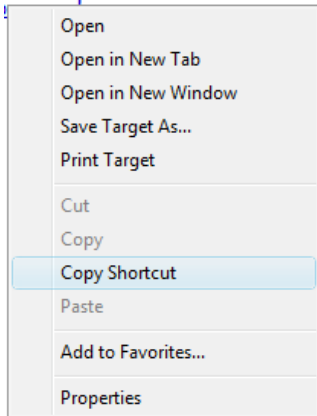 Open
Open in New Tab
Open in New Window
Save Target As...
Print Target
Cut
Copy
Copy Shortcut
Paste
Add to Favorites...
Properties